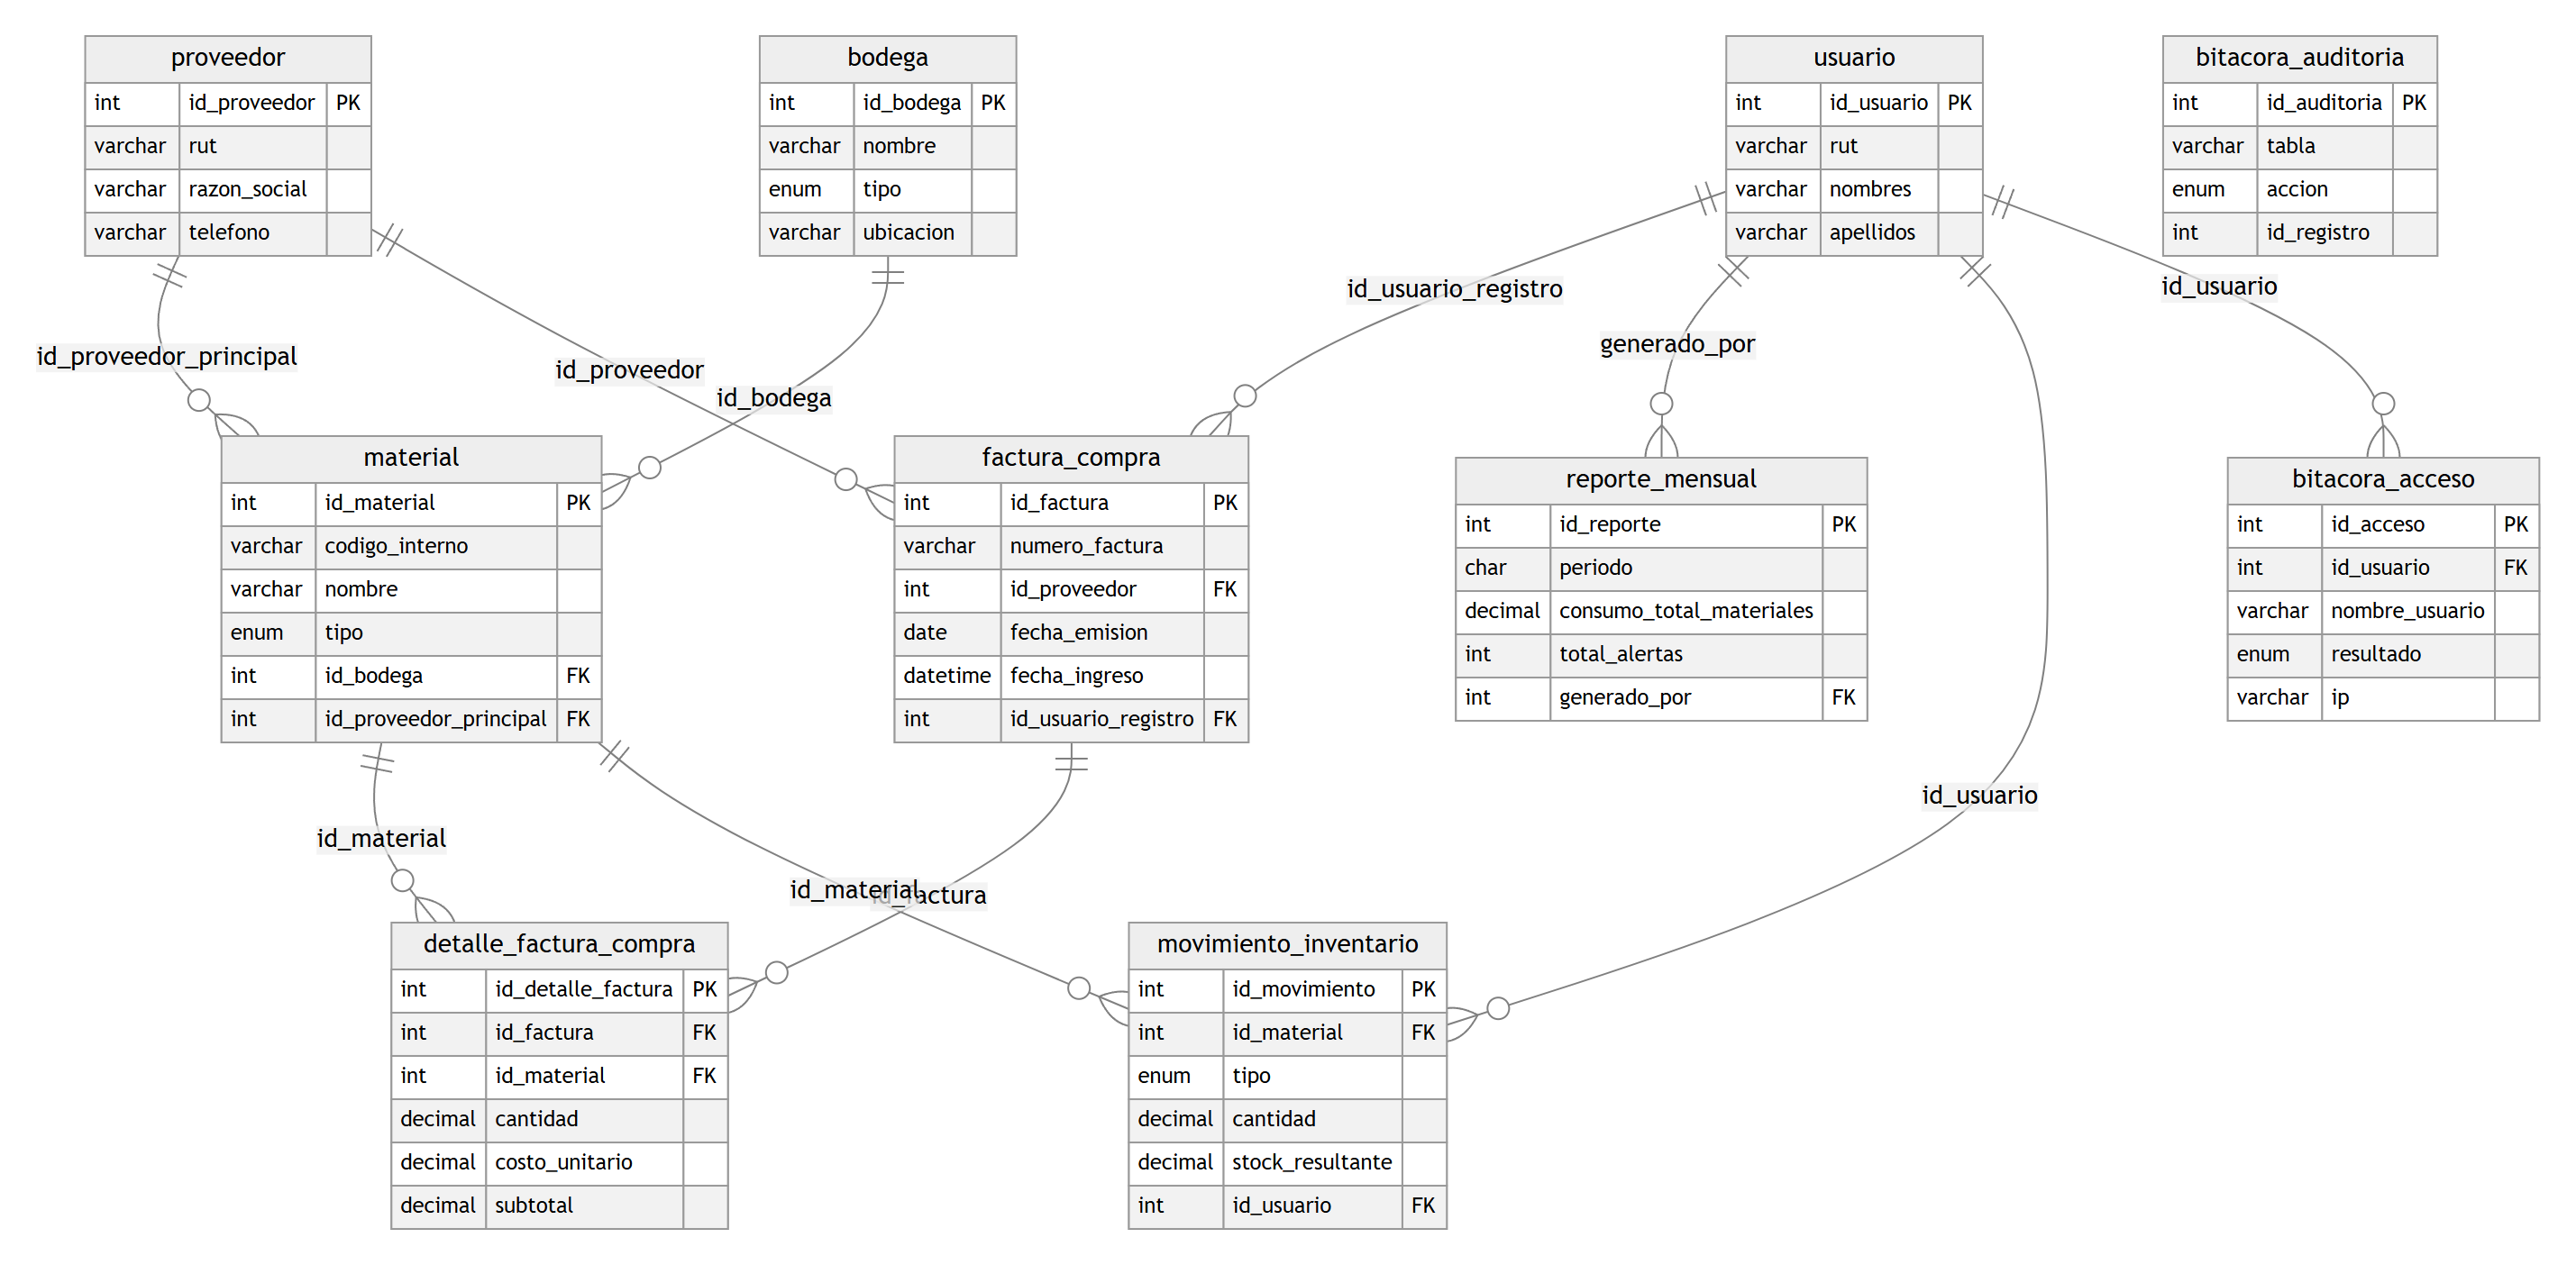 proveedor
int id_proveedor PK
varchar rut
varchar razon_social
varchar telefono
bodega
int id_bodega PK
varchar nombre
enum tipo
varchar ubicacion
usuario
int id_usuario PK
varchar rut
varchar nombres
varchar apellidos
bitacora_auditoria
int id_auditoria PK
varchar tabla
enum accion
int id_registro
id_proveedor_principal
id_proveedor
id_bodega
id_usuario_registro
generado_por
id_usuario
material
int id_material PK
varchar codigo_interno
varchar nombre
enum tipo
int id_bodega FK
int id_proveedor_principal FK
factura_compra
int id_factura PK
varchar numero_factura
int id_proveedor FK
date fecha_emision
datetime fecha_ingreso
int id_usuario_registro FK
reporte_mensual
int id_reporte PK
char periodo
decimal consumo_total_materiales
int total_alertas
int generado_por FK
bitacora_acceso
int id_acceso PK
int id_usuario FK
varchar nombre_usuario
enum resultado
varchar ip
id_material
id_material
id_factura
id_usuario
detalle_factura_compra
int id_detalle_factura PK
int id_factura FK
int id_material FK
decimal cantidad
decimal costo_unitario
decimal subtotal
movimiento_inventario
int id_movimiento PK
int id_material FK
enum tipo
decimal cantidad
decimal stock_resultante
int id_usuario FK